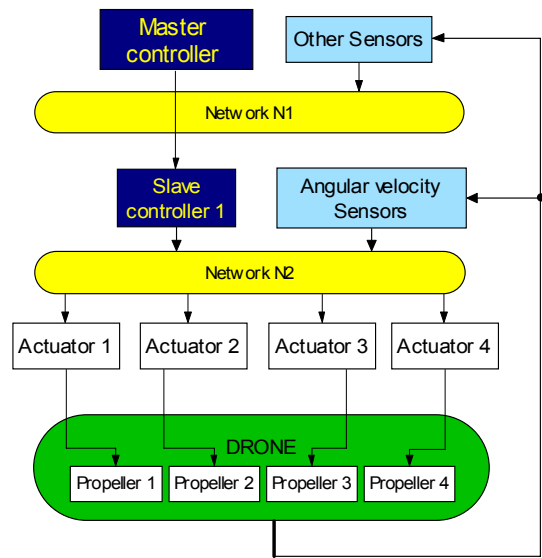 Master
controller
Other Sensors
Network N1
Slave
controller 1
Angular velocity
Sensors
Network N2
Actuator 1
Actuator 2
Actuator 3
Actuator 4
DRONE
Propeller 1
Propeller 2
Propeller 3
Propeller 4